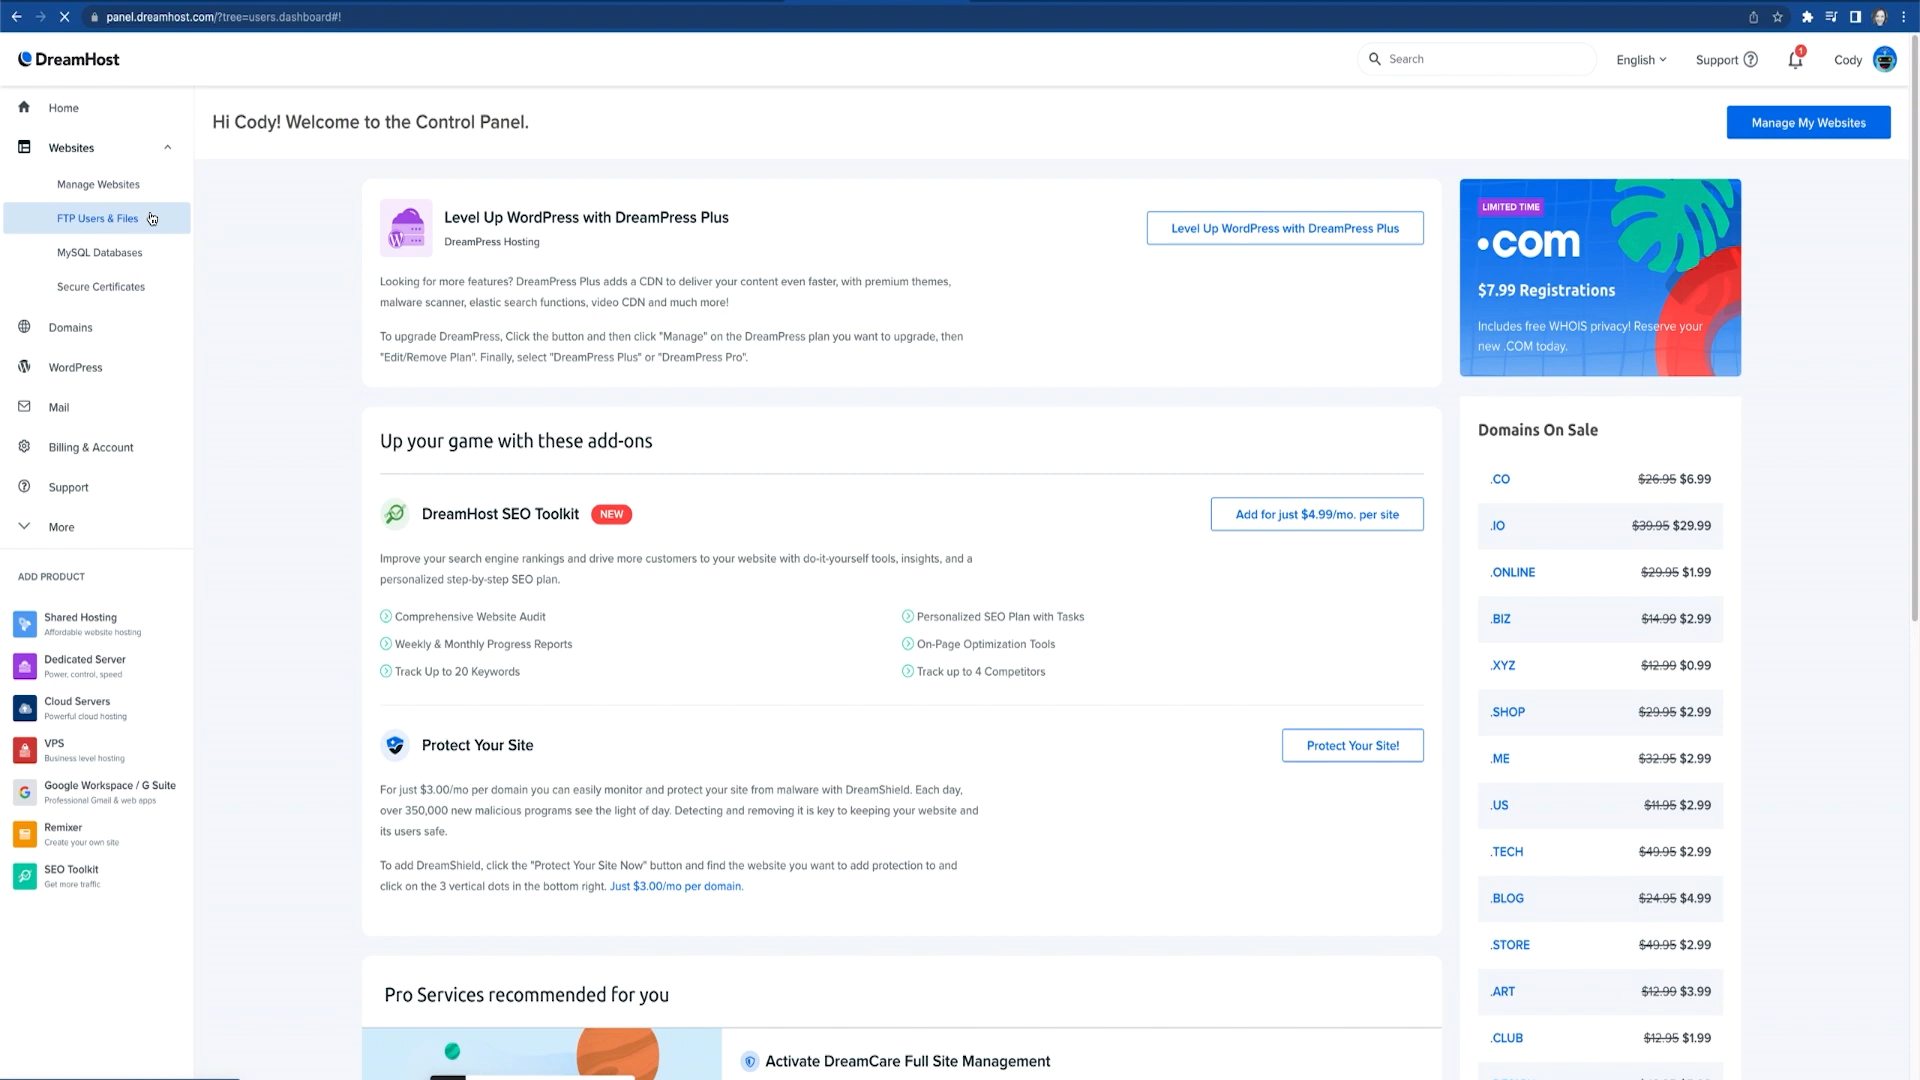 panel.dreamhost.com/?tree=users.dashboard#!
DreamHost
Search
English
Support
1
Cody
Home
Websites
Manage Websites
FTP Users & Files
MySQL Databases
Secure Certificates
Domains
WordPress
Mail
Billing & Account
Support
More
ADD PRODUCT
Shared Hosting
Affordable website hosting
Dedicated Server
Power, control, speed
Cloud Servers
Powerful cloud hosting
VPS
Business level hosting
Google Workspace / G Suite
Professional Gmail & web apps
Remixer
Create your own site
SEO Toolkit
Get more traffic
Hi Cody! Welcome to the Control Panel.
Manage My Websites
Level Up WordPress with DreamPress Plus
DreamPress Hosting
Level Up WordPress with DreamPress Plus
Looking for more features? DreamPress Plus adds a CDN to deliver your content even faster, with premium themes,
malware scanner, elastic search functions, video CDN and much more!
To upgrade DreamPress, Click the button and then click "Manage" on the DreamPress plan you want to upgrade, then
"Edit/Remove Plan". Finally, select "DreamPress Plus" or "DreamPress Pro".
Up your game with these add-ons
DreamHost SEO Toolkit NEW
Add for just $4.99/mo. per site
Improve your search engine rankings and drive more customers to your website with do-it-yourself tools, insights, and a
personalized step-by-step SEO plan.
Comprehensive Website Audit
Personalized SEO Plan with Tasks
Weekly & Monthly Progress Reports
On-Page Optimization Tools
Track Up to 20 Keywords
Track up to 4 Competitors
Protect Your Site
Protect Your Site!
For just $3.00/mo per domain you can easily monitor and protect your site from malware with DreamShield. Each day,
over 350,000 new malicious programs see the light of day. Detecting and removing it is key to keeping your website and
its users safe.
To add DreamShield, click the "Protect Your Site Now" button and find the website you want to add protection to and
click on the 3 vertical dots in the bottom right. Just $3.00/mo per domain.
Pro Services recommended for you
Activate DreamCare Full Site Management
LIMITED TIME
.com
$7.99 Registrations
Includes free WHOIS privacy! Reserve your
new .COM today.
Domains On Sale
.CO $26.95 $6.99
.IO $39.95 $29.99
.ONLINE $29.95 $1.99
.BIZ $14.99 $2.99
.XYZ $12.99 $0.99
.SHOP $29.95 $2.99
.ME $32.95 $2.99
.US $11.95 $2.99
.TECH $49.95 $2.99
.BLOG $24.95 $4.99
.STORE $49.95 $2.99
.ART $12.99 $3.99
.CLUB $12.95 $1.99